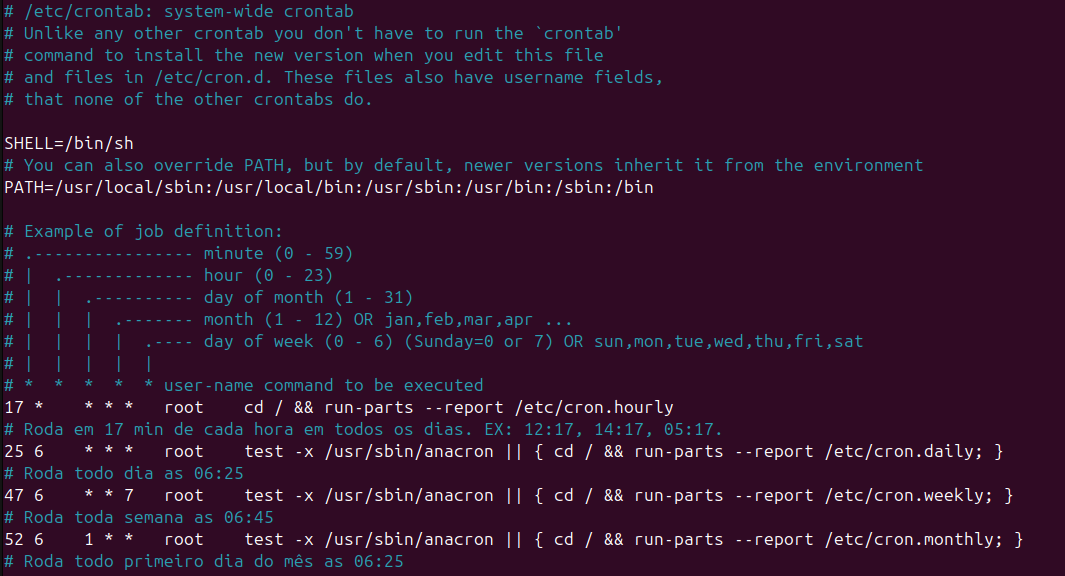 # /etc/crontab: system-wide crontab
# Unlike any other crontab you don't have to run the `crontab'
# command to install the new version when you edit this file
# and files in /etc/cron.d. These files also have username fields,
# that none of the other crontabs do.

SHELL=/bin/sh
# You can also override PATH, but by default, newer versions inherit it from the environment
PATH=/usr/local/sbin:/usr/local/bin:/usr/sbin:/usr/bin:/sbin:/bin

# Example of job definition:
# .---------------- minute (0 - 59)
# |  .------------- hour (0 - 23)
# |  |  .---------- day of month (1 - 31)
# |  |  |  .------- month (1 - 12) OR jan,feb,mar,apr ...
# |  |  |  |  .---- day of week (0 - 6) (Sunday=0 or 7) OR sun,mon,tue,wed,thu,fri,sat
# |  |  |  |  |
# *  *  *  *  * user-name command to be executed
17 *    * * *   root    cd / && run-parts --report /etc/cron.hourly
# Roda em 17 min de cada hora em todos os dias. EX: 12:17, 14:17, 05:17.
25 6    * * *   root    test -x /usr/sbin/anacron || { cd / && run-parts --report /etc/cron.daily; }
# Roda todo dia as 06:25
47 6    * * 7   root    test -x /usr/sbin/anacron || { cd / && run-parts --report /etc/cron.weekly; }
# Roda toda semana as 06:45
52 6    1 * *   root    test -x /usr/sbin/anacron || { cd / && run-parts --report /etc/cron.monthly; }
# Roda todo primeiro dia do mês as 06:25